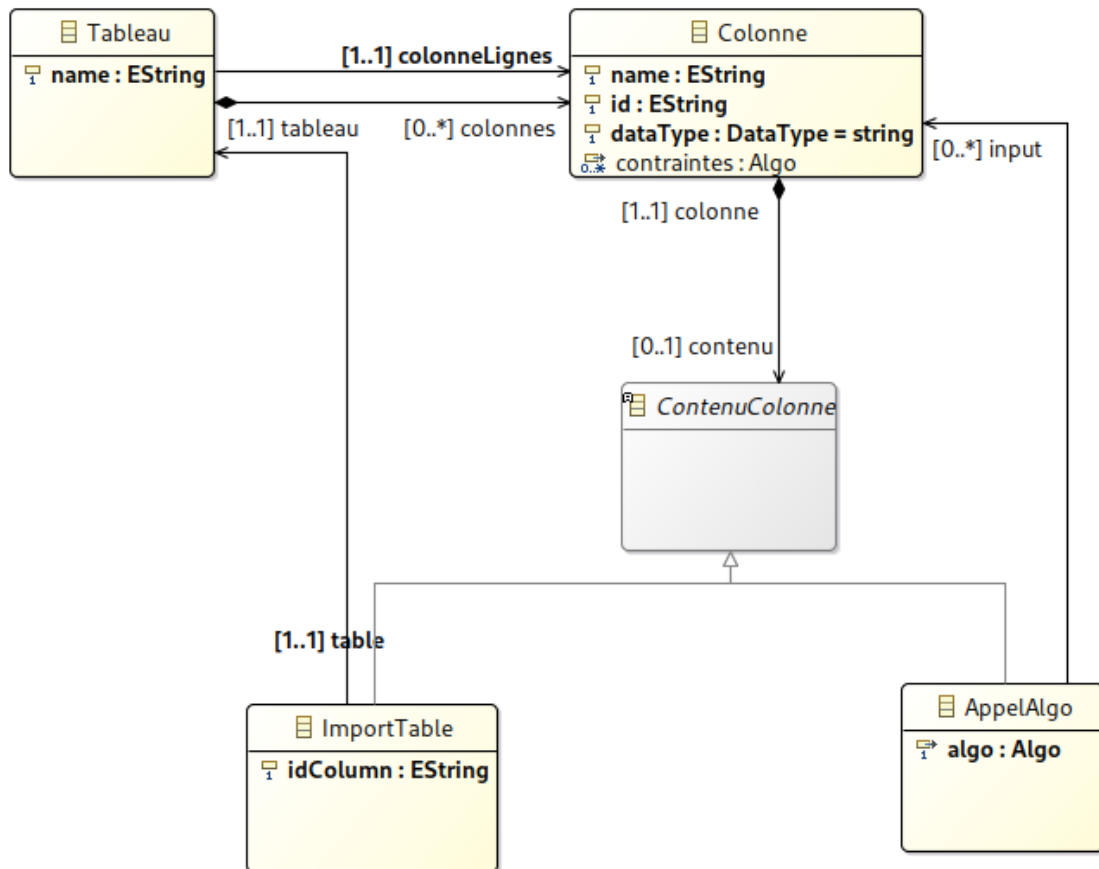 Tableau
name : EString
[1..1] colonneLignes
[1..1] tableau
[0..*] colonnes
Colonne
name : EString
id : EString
dataType : DataType = string
0..* contraintes : Algo
[0..*] input
[1..1] colonne
[0..1] contenu
ContenuColonne
[1..1] table
ImportTable
idColumn : EString
AppelAlgo
algo : Algo